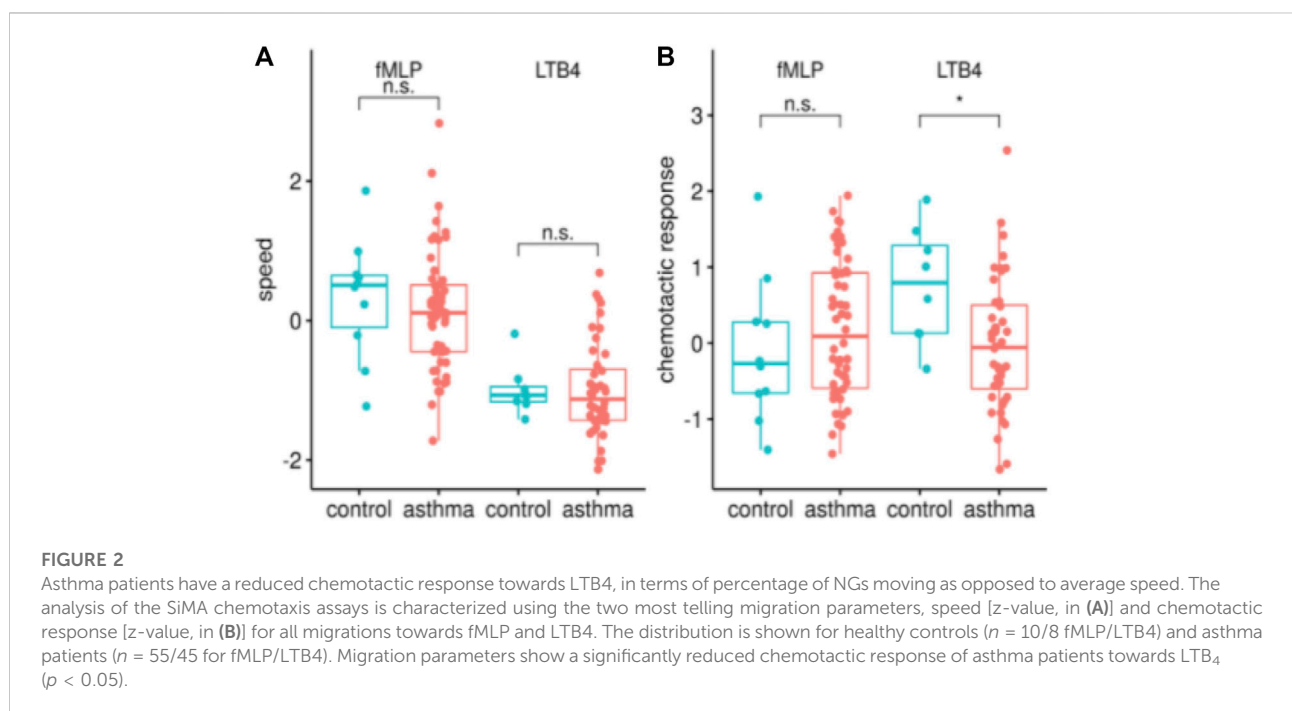 A
B
fMLP
LTB4
fMLP
LTB4
n.s.
n.s.
n.s.
*
speed
2
0
-2
chemotactic response
3
2
1
0
-1
control asthma control asthma
control asthma control asthma
FIGURE 2
Asthma patients have a reduced chemotactic response towards LTB4, in terms of percentage of NGs moving as opposed to average speed. The
analysis of the SiMA chemotaxis assays is characterized using the two most telling migration parameters, speed [z-value, in (A)] and chemotactic
response [z-value, in (B)] for all migrations towards fMLP and LTB4. The distribution is shown for healthy controls (n = 10/8 fMLP/LTB4) and asthma
patients (n = 55/45 for fMLP/LTB4). Migration parameters show a significantly reduced chemotactic response of asthma patients towards LTB₄
(p < 0.05).